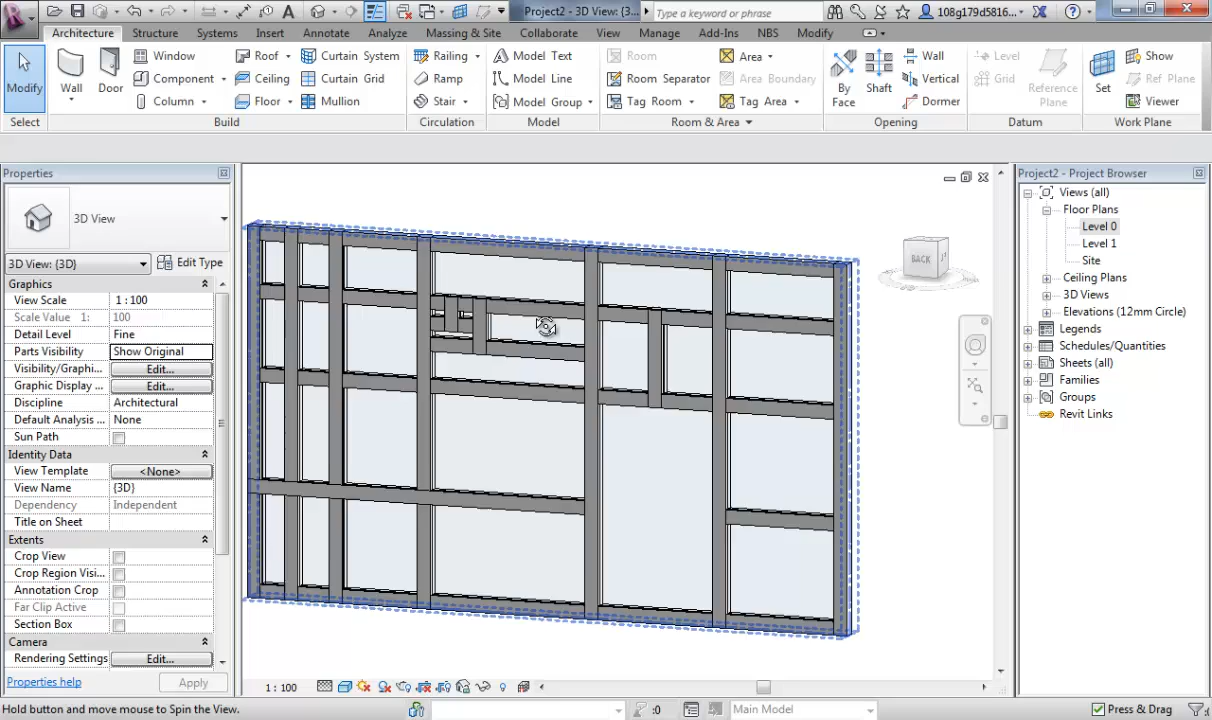 Project2 - 3D View: {3...
Type a keyword or phrase
108g179d5816...
Architecture Structure Systems Insert Annotate Analyze Massing & Site Collaborate View Manage Add-Ins NBS Modify
Modify
Select
Wall
Door
Window
Component
Column
Roof
Ceiling
Floor
Curtain System
Curtain Grid
Mullion
Build
Railing
Ramp
Stair
Circulation
Model Text
Model Line
Model Group
Model
Room
Room Separator
Tag Room
Area
Area Boundary
Tag Area
Room & Area
By
Face
Shaft
Wall
Vertical
Dormer
Opening
Level
Grid
Reference
Plane
Datum
Set
Show
Ref Plane
Viewer
Work Plane
Properties
3D View
3D View: {3D} Edit Type
Graphics
View Scale 1 : 100
Scale Value 1: 100
Detail Level Fine
Parts Visibility Show Original
Visibility/Graphi... Edit...
Graphic Display ... Edit...
Discipline Architectural
Default Analysis ... None
Sun Path
Identity Data
View Template <None>
View Name {3D}
Dependency Independent
Title on Sheet
Extents
Crop View
Crop Region Visi...
Annotation Crop
Far Clip Active
Section Box
Camera
Rendering Settings Edit...
Properties help Apply
BACK
1 : 100
Project2 - Project Browser
Views (all)
Floor Plans
Level 0
Level 1
Site
Ceiling Plans
3D Views
Elevations (12mm Circle)
Legends
Schedules/Quantities
Sheets (all)
Families
Groups
Revit Links
Hold button and move mouse to Spin the View.
:0
Main Model
Press & Drag